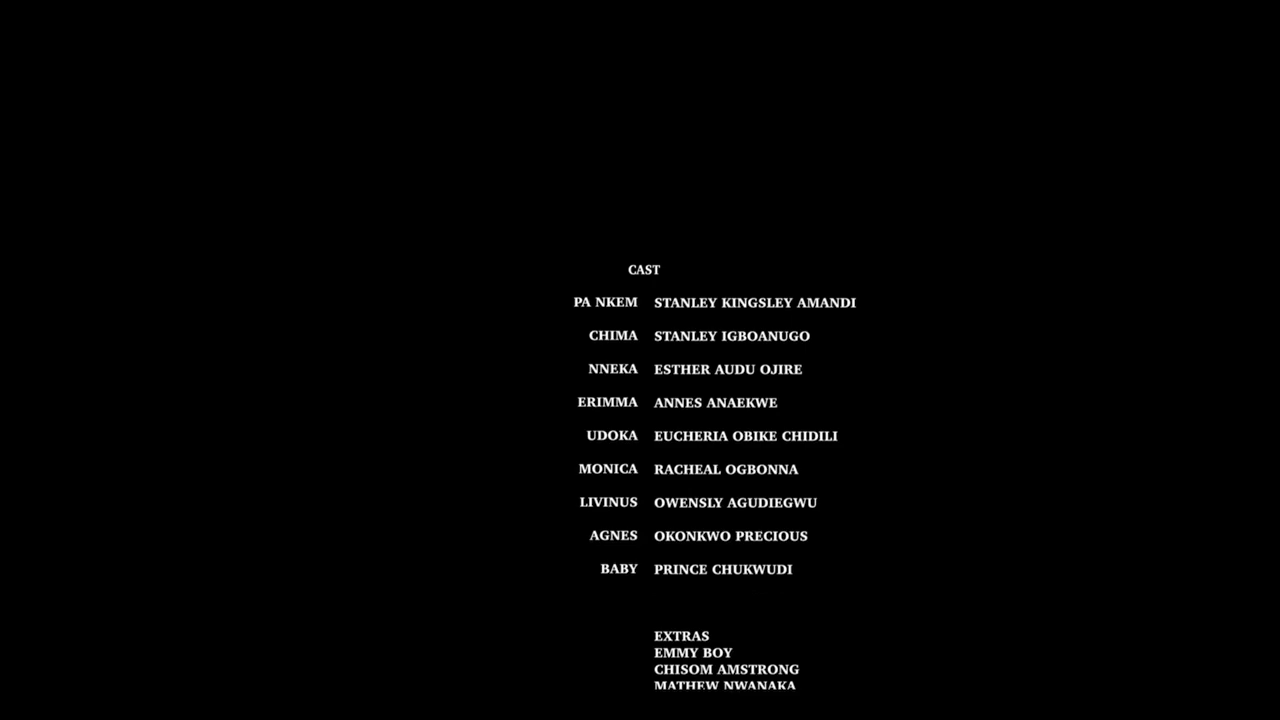 CAST
PA NKEM STANLEY KINGSLEY AMANDI
CHIMA STANLEY IGBOANUGO
NNEKA ESTHER AUDU OJIRE
ERIMMA ANNES ANAEKWE
UDOKA EUCHERIA OBIKE CHIDILI
MONICA RACHEAL OGBONNA
LIVINUS OWENSLY AGUDIEGWU
AGNES OKONKWO PRECIOUS
BABY PRINCE CHUKWUDI
EXTRAS
EMMY BOY
CHISOM AMSTRONG
MATHEW NWANAKA